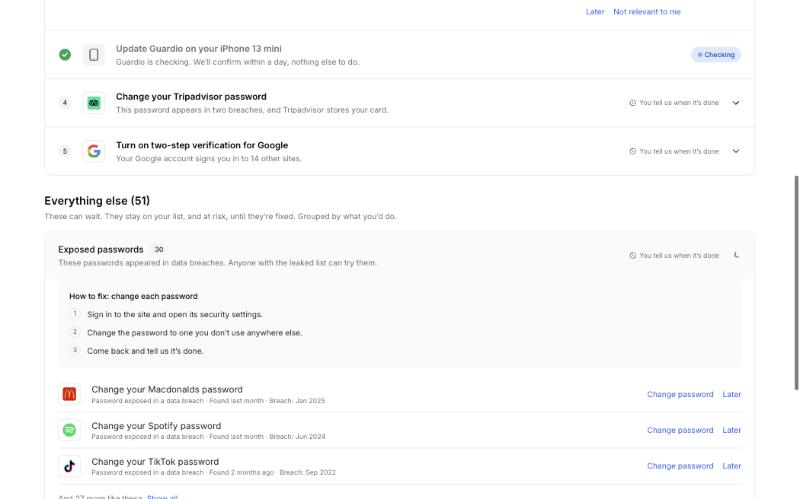 Later Not relevant to me
Update Guardio on your iPhone 13 mini
Guardio is checking. We'll confirm within a day, nothing else to do.
Checking
4
Change your Tripadvisor password
This password appears in two breaches, and Tripadvisor stores your card.
You tell us when it's done
5
Turn on two-step verification for Google
Your Google account signs you in to 14 other sites.
You tell us when it's done
Everything else (51)
These can wait. They stay on your list, and at risk, until they're fixed. Grouped by what you'd do.
Exposed passwords 30
These passwords appeared in data breaches. Anyone with the leaked list can try them.
You tell us when it's done
How to fix: change each password
1 Sign in to the site and open its security settings.
2 Change the password to one you don't use anywhere else.
3 Come back and tell us it's done.
Change your Macdonalds password
Password exposed in a data breach · Found last month · Breach: Jan 2025
Change password Later
Change your Spotify password
Password exposed in a data breach · Found last month · Breach: Jun 2024
Change password Later
Change your TikTok password
Password exposed in a data breach · Found 2 months ago · Breach: Sep 2022
Change password Later
And 27 more like these. Show all